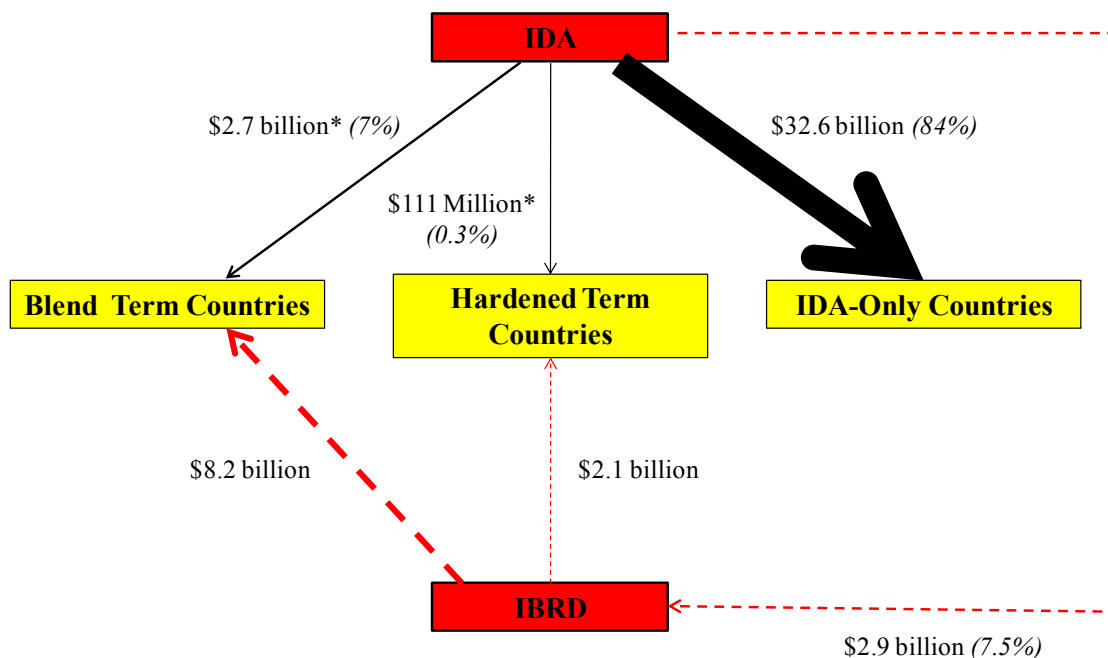 IDA
$2.7 billion* (7%)
$32.6 billion (84%)
$111 Million*
(0.3%)
Blend  Term Countries
Hardened Term
Countries
IDA-Only Countries
$8.2 billion
$2.1 billion
IBRD
$2.9 billion (7.5%)